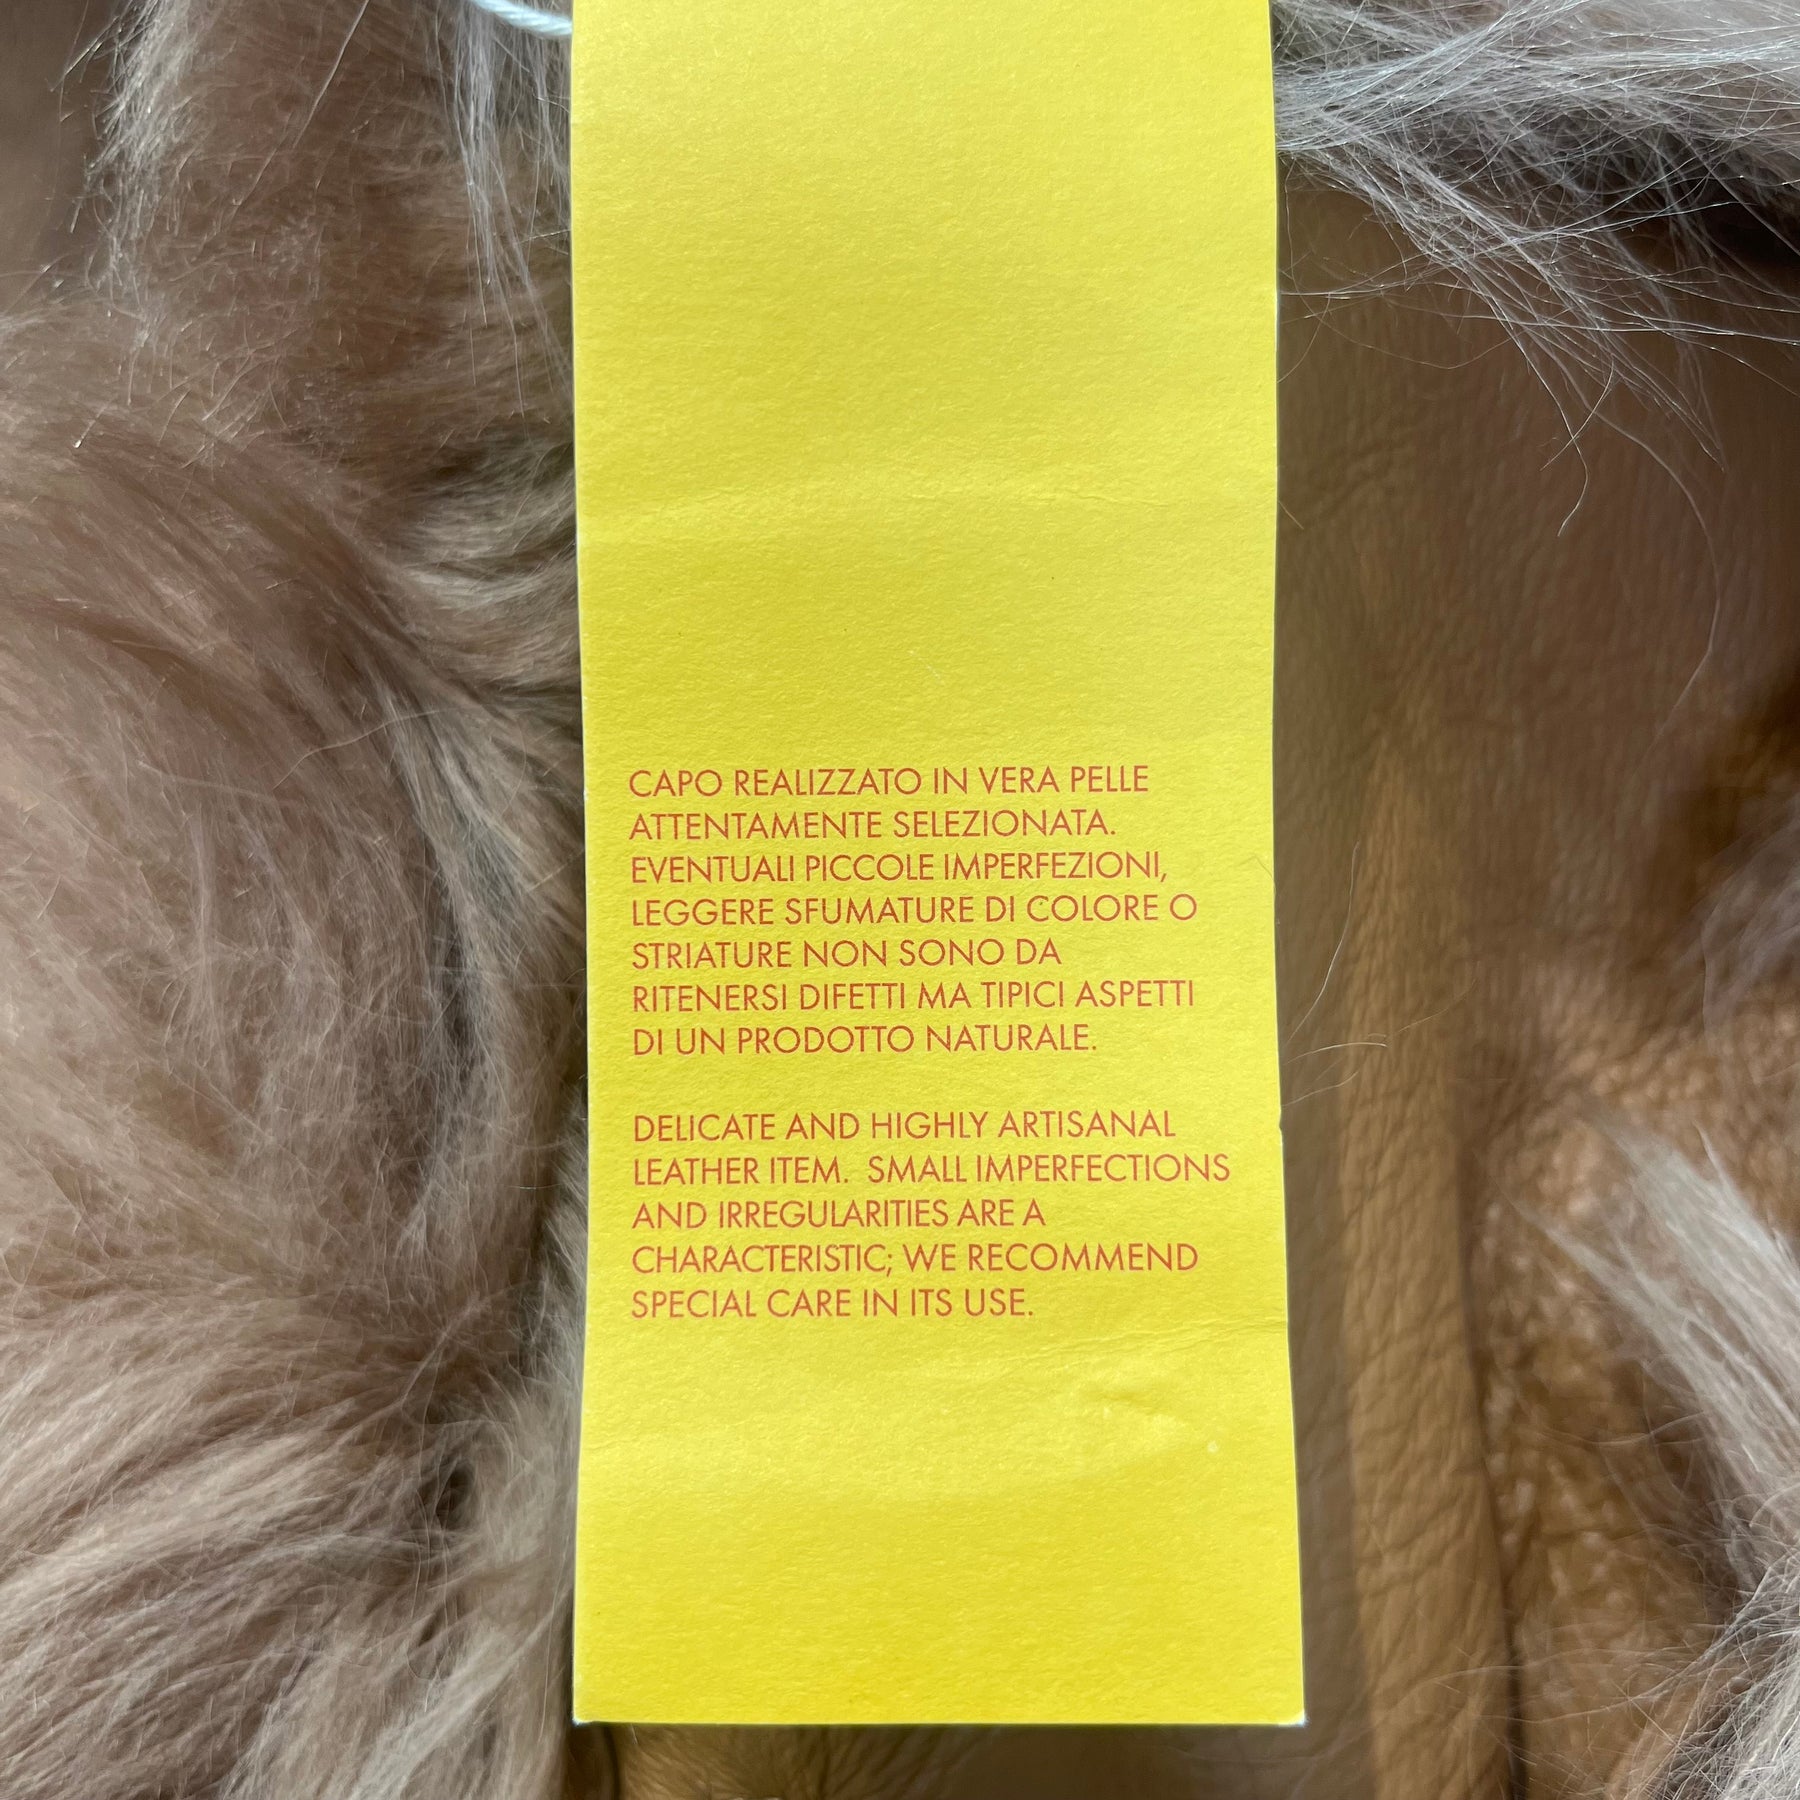 CAPO REALIZZATO IN VERA PELLE
ATTENTAMENTE SELEZIONATA.
EVENTUALI PICCOLE IMPERFEZIONI,
LEGGERE SFUMATURE DI COLORE O
STRIATURE NON SONO DA
RITENERSI DIFETTI MA TIPICI ASPETTI
DI UN PRODOTTO NATURALE.
DELICATE AND HIGHLY ARTISANAL
LEATHER ITEM. SMALL IMPERFECTIONS
AND IRREGULARITIES ARE A
CHARACTERISTIC; WE RECOMMEND
SPECIAL CARE IN ITS USE.